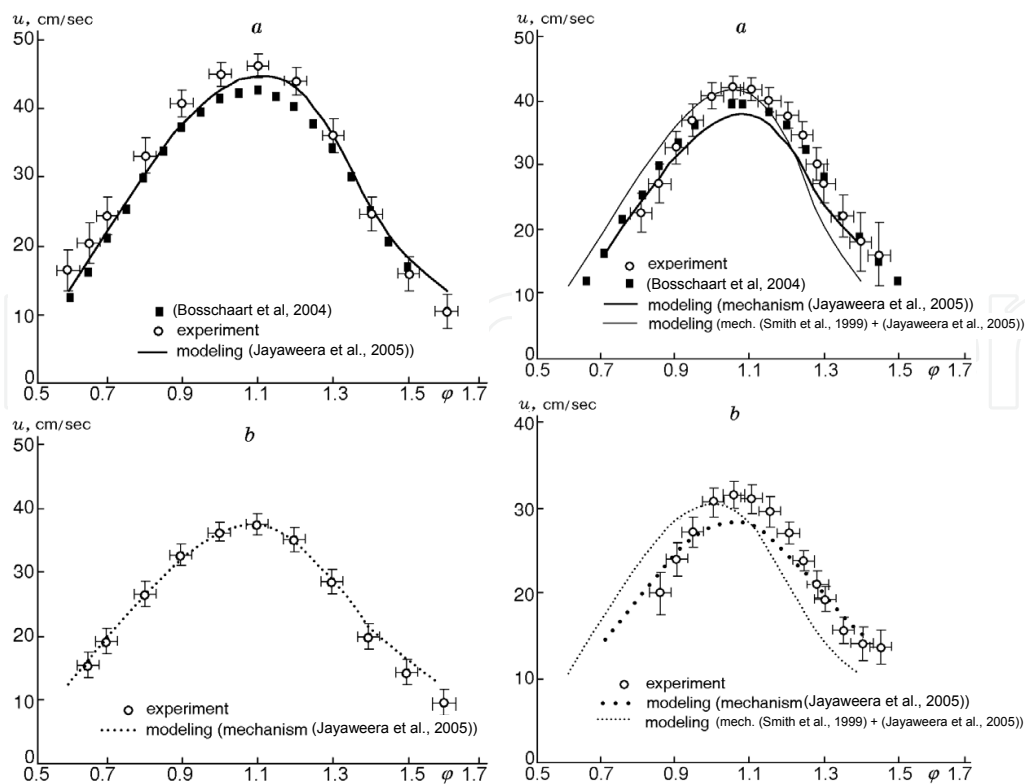 u, cm/sec
a
50
40
30
20
10
0
(Bosschaart et al, 2004)
experiment
modeling (Jayaweera et al., 2005))
0.5 0.7 0.9 1.1 1.3 1.5 φ 1.7
u, cm/sec
a
50
40
30
20
10
0
experiment
(Bosschaart et al., 2004)
modeling (mechanism (Jayaweera et al., 2005))
modeling (mech. (Smith et al., 1999) + (Jayaweera et al., 2005))
0.5 0.7 0.9 1.1 1.3 1.5 φ 1.7
u, cm/sec
b
50
40
30
20
10
0
experiment
modeling (mechanism (Jayaweera et al., 2005))
0.5 0.7 0.9 1.1 1.3 1.5 φ 1.7
u, cm/sec
b
50
40
30
20
10
0
experiment
modeling (mechanism (Jayaweera et al., 2005))
modeling (mech. (Smith et al., 1999) + (Jayaweera et al., 2005))
0.5 0.7 0.9 1.1 1.3 1.5 φ 1.7